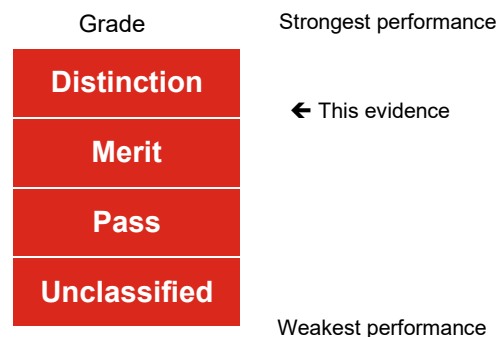 Grade
Strongest performance
Distinction
🡸 This evidence
Merit
Pass
Unclassified
Weakest performance